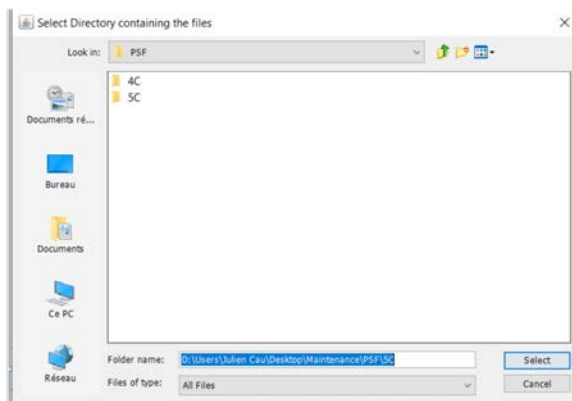 Select Directory containing the files
Look in: PSF
4C
5C
Documents ré...
Bureau
Documents
Ce PC
Réseau
Folder name: D:\Users\Julien Cau\Desktop\Maintenance\PSF\5C
Select
Files of type: All Files
Cancel